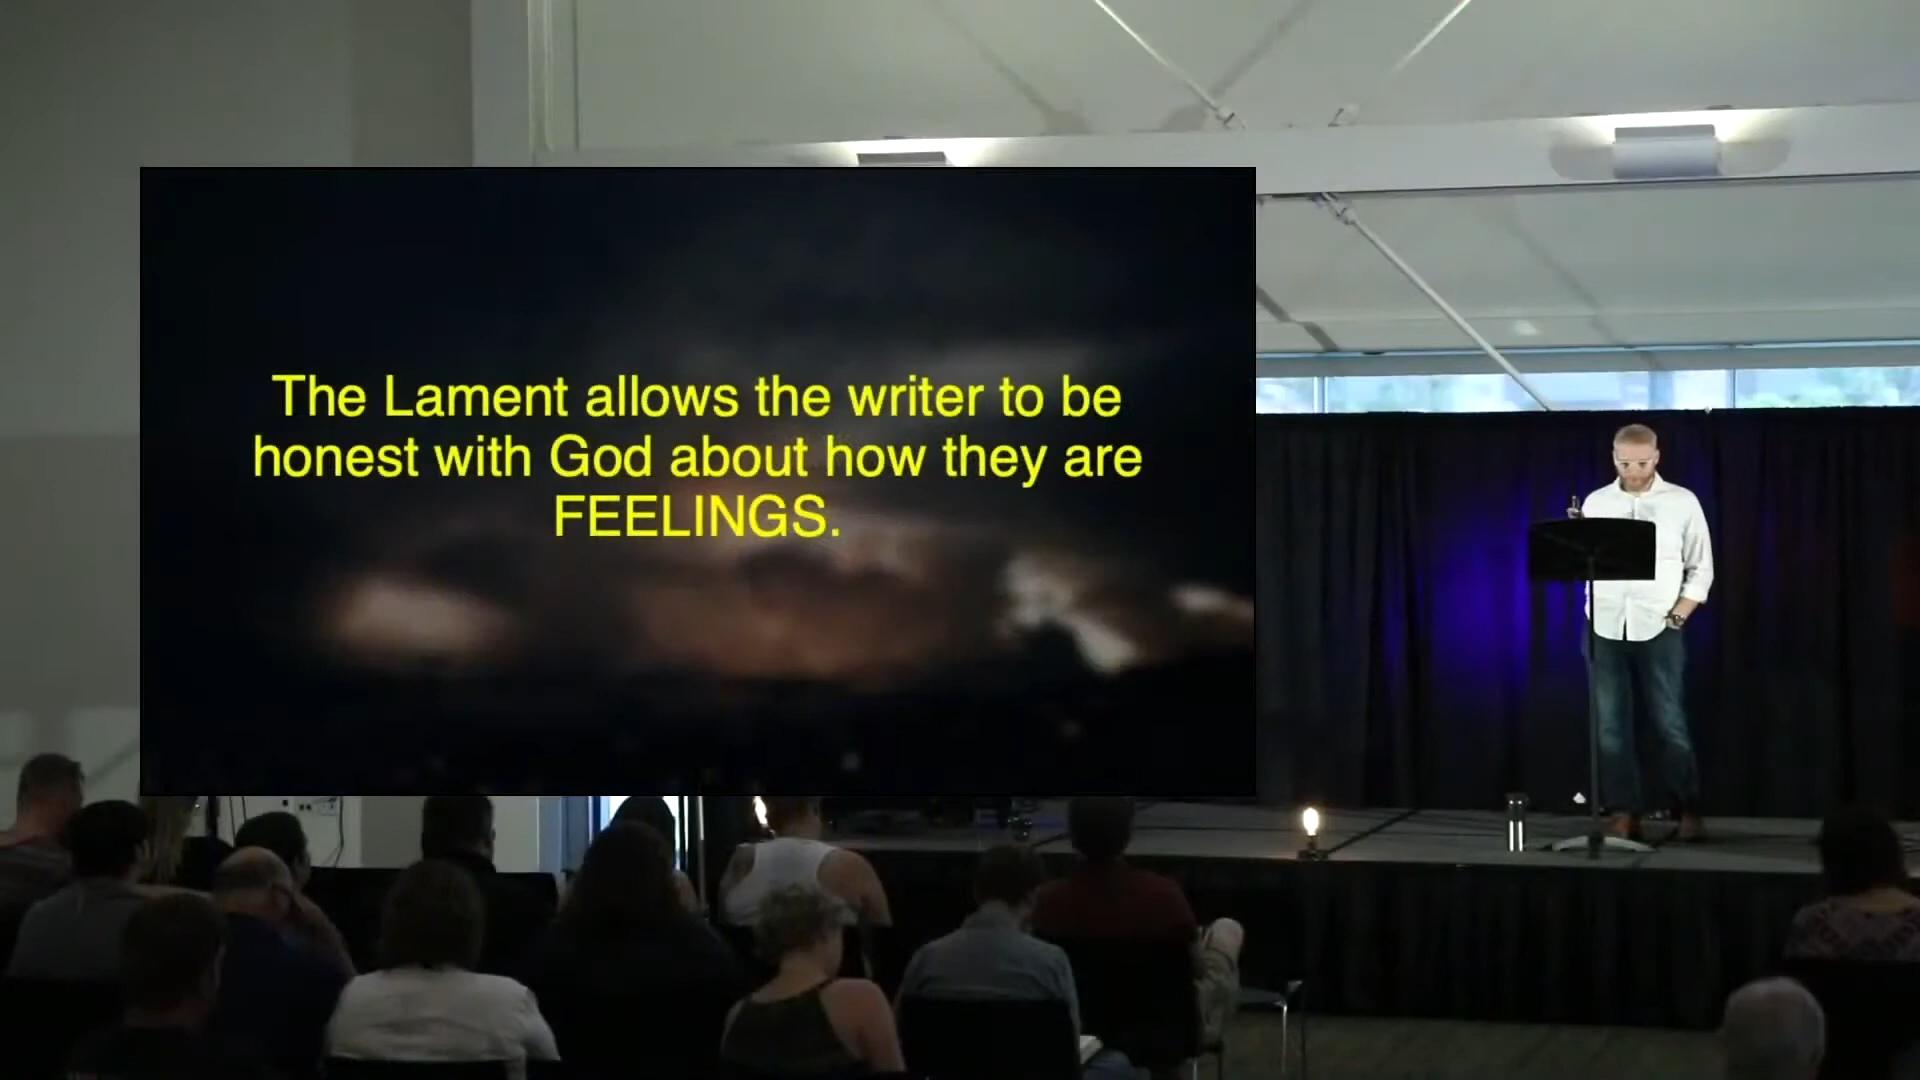 The Lament allows the writer to be
honest with God about how they are
FEELINGS.